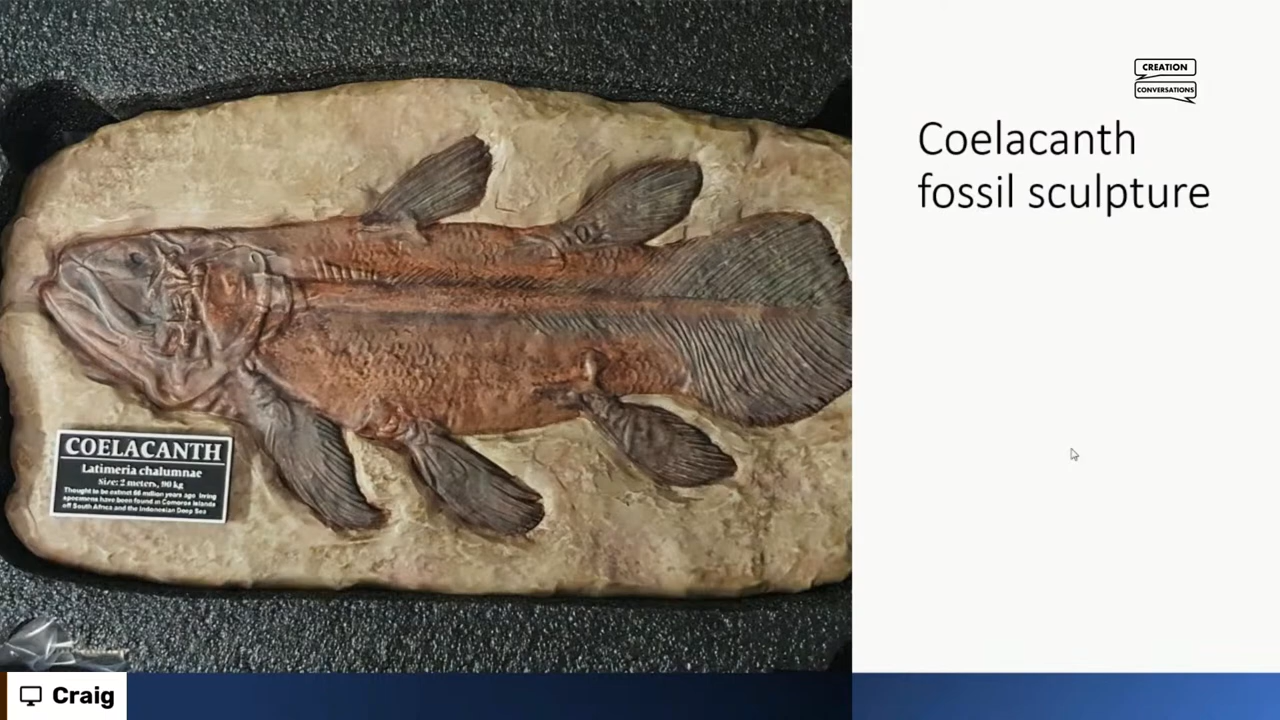 CREATION
CONVERSATIONS
Coelacanth
fossil sculpture
COELACANTH
Latimeria chalumnae
Size: 2 meters, 90 kg
Thought to be extinct 66 million years ago living
specimens have been found in Comoros Islands
off South Africa and the Indonesian Deep Sea
Craig